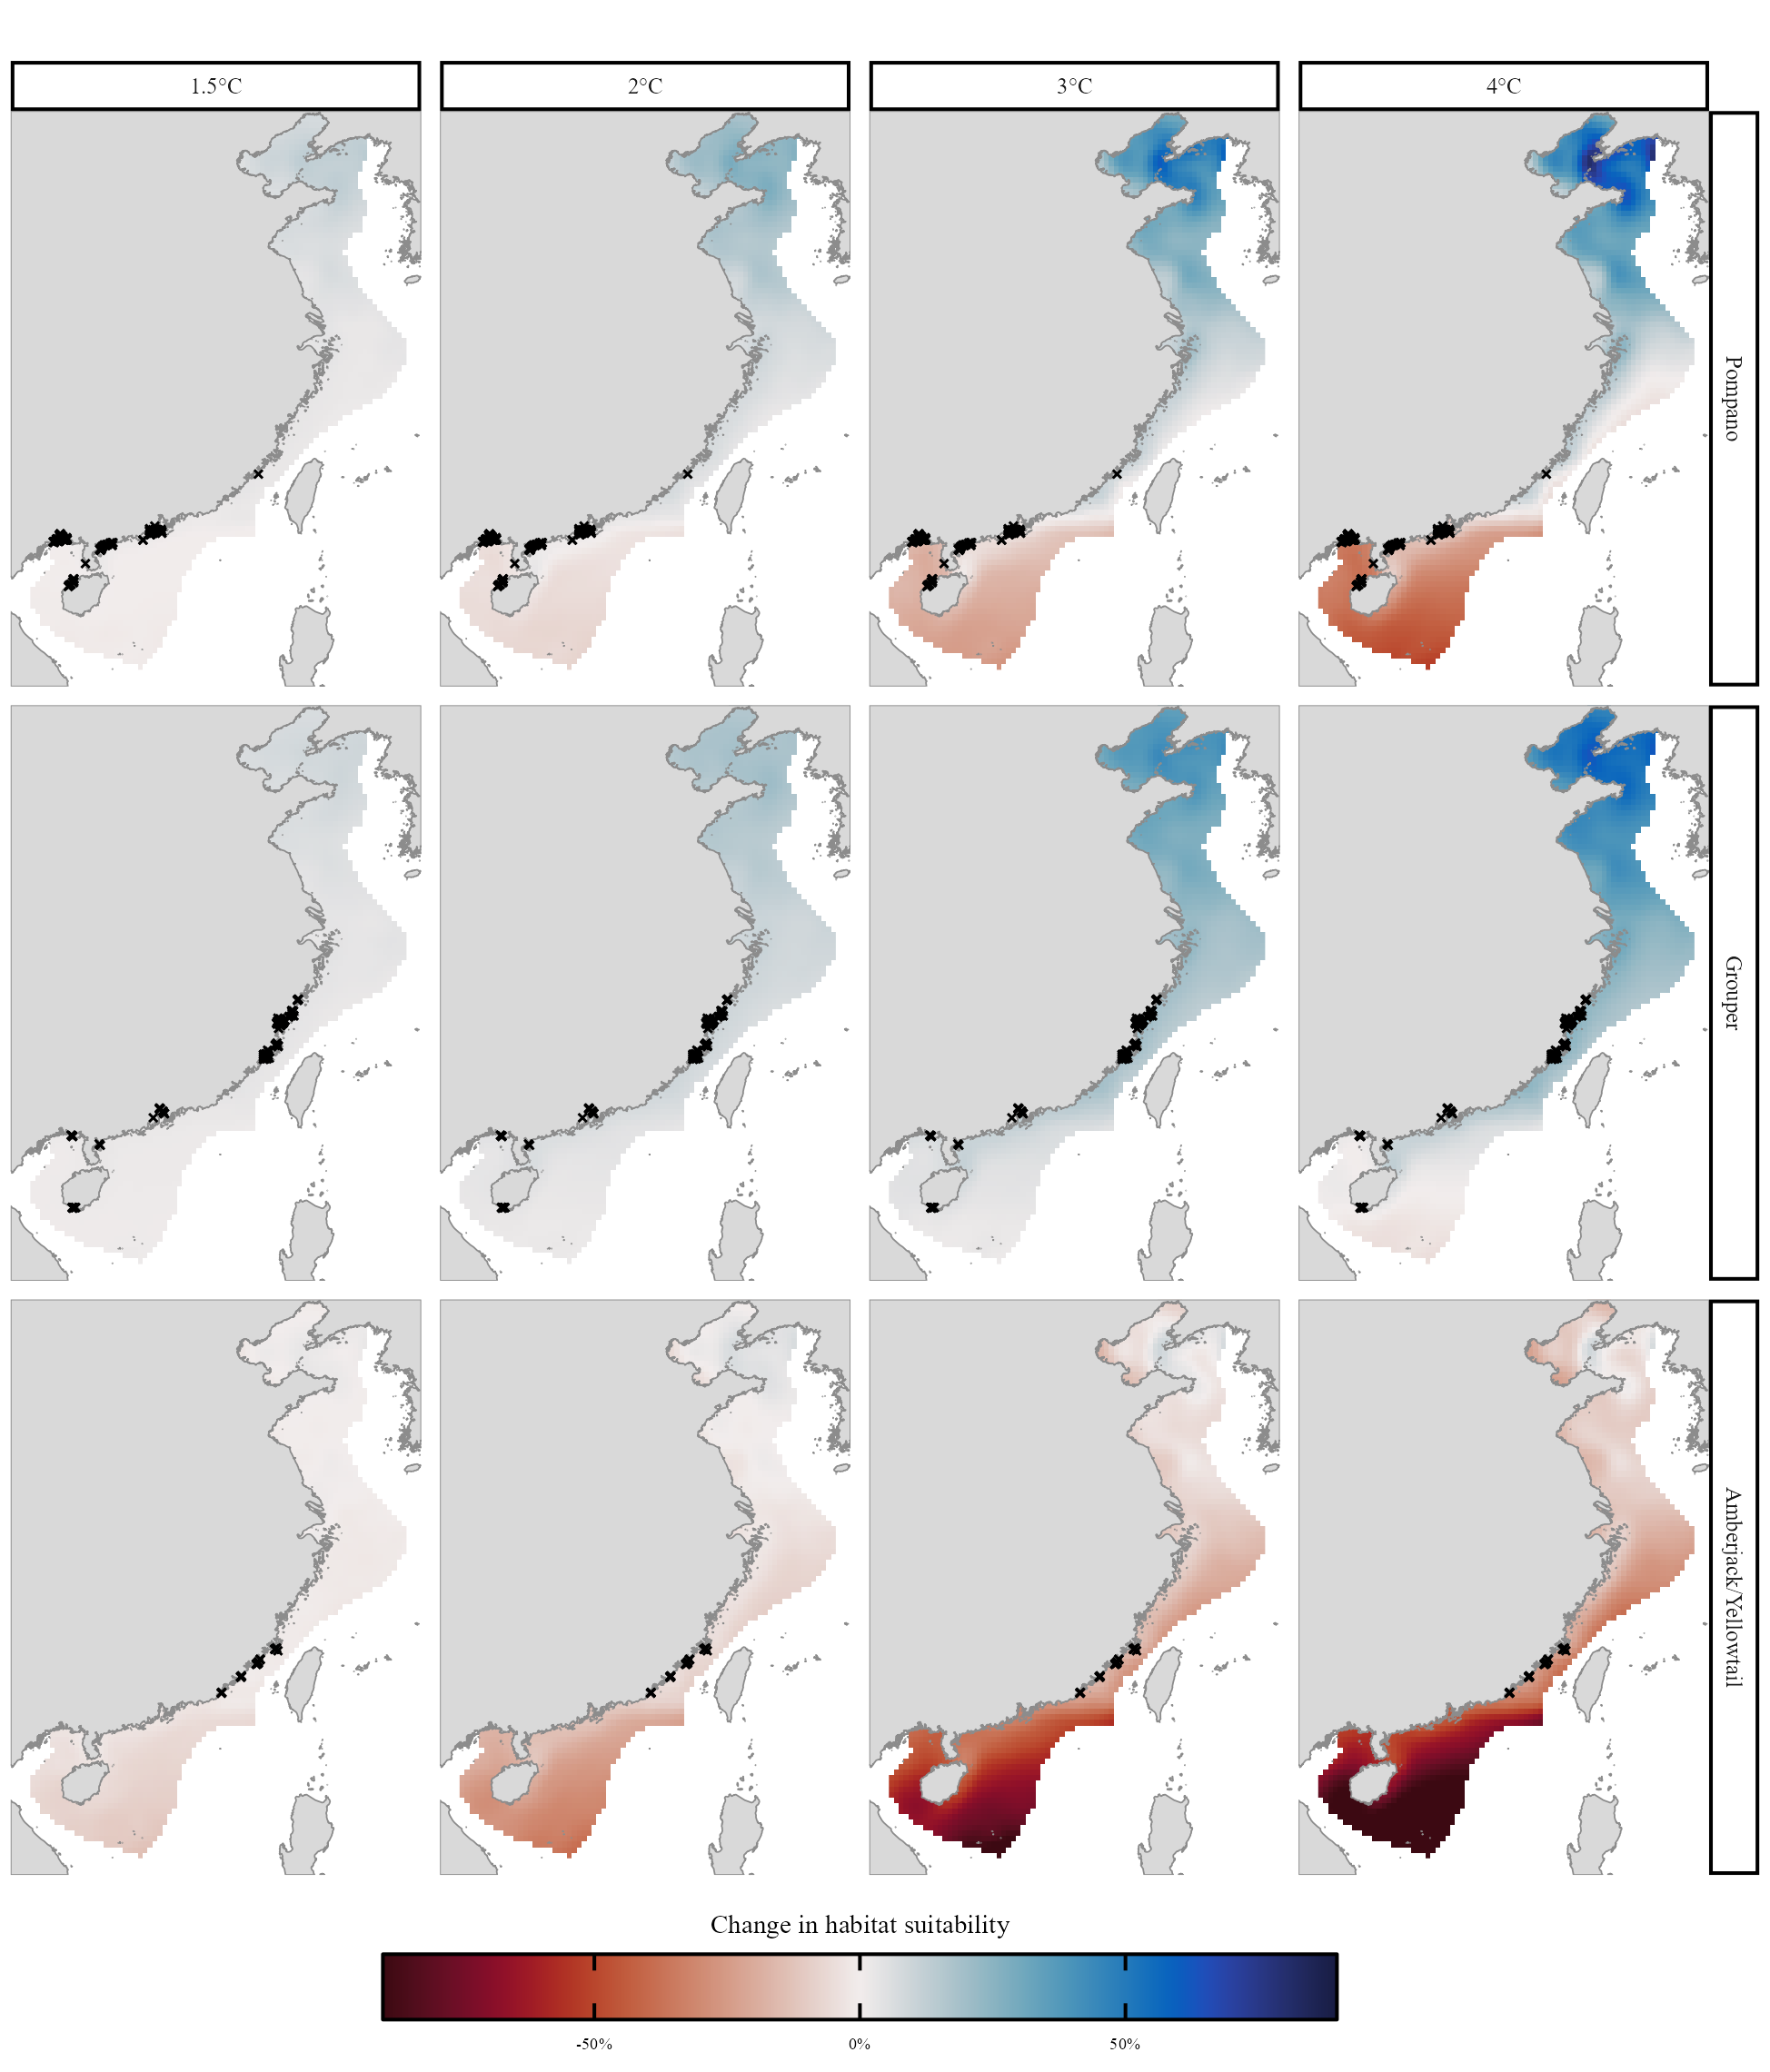 1.5°C
2°C
3°C
4°C
Pompano
Grouper
Amberjack/Yellowtail
Change in habitat suitability
-50%
0%
50%